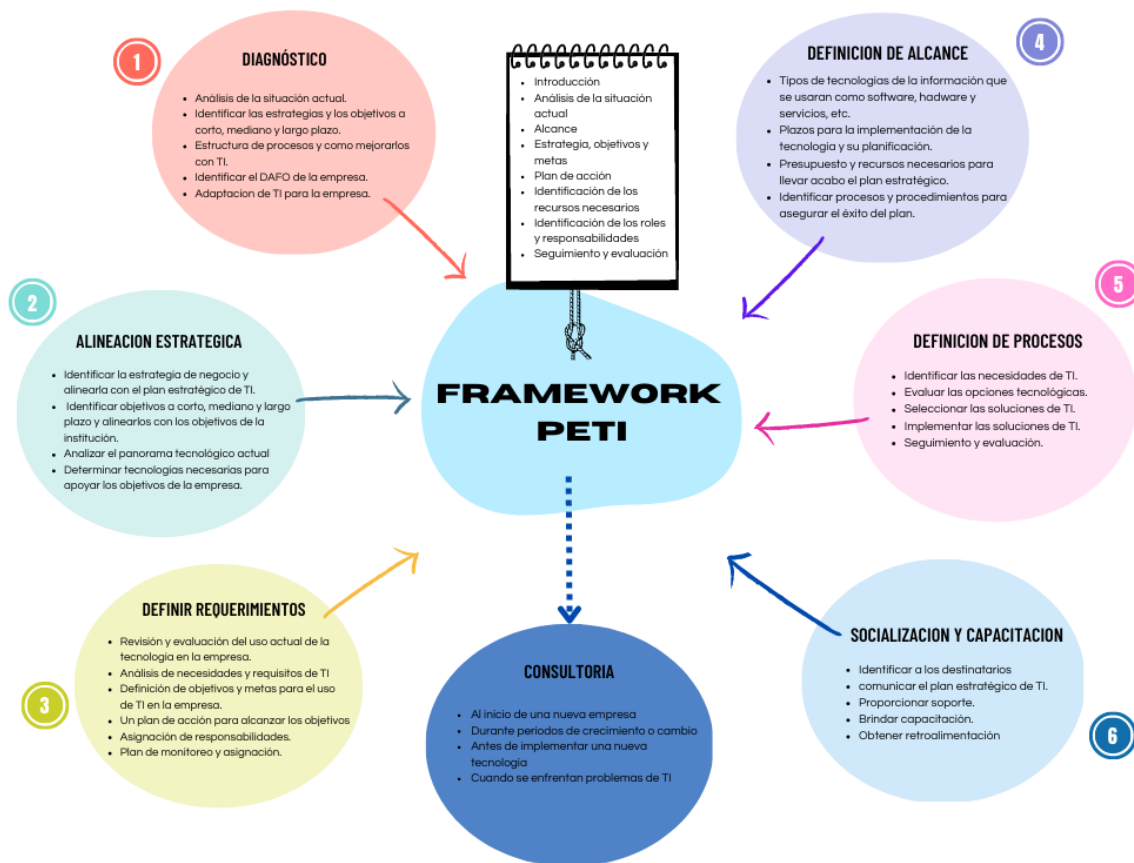 1
DIAGNÓSTICO
• Análisis de la situación actual.
• Identificar las estrategias y los objetivos a
corto, mediano y largo plazo.
• Estructura de procesos y como mejorarlos
con TI.
• Identificar el DAFO de la empresa.
• Adaptacion de TI para la empresa.
• Introducción
• Análisis de la situación
actual
• Alcance
• Estrategia, objetivos y
metas
• Plan de acción
• Identificación de los
recursos necesarios
• Identificación de los roles
y responsabilidades
• Seguimiento y evaluación
4
DEFINICION DE ALCANCE
• Tipos de tecnologías de la información que
se usaran como software, hadware y
servicios, etc.
• Plazos para la implementación de la
tecnología y su planificación.
• Presupuesto y recursos necesarios para
llevar acabo el plan estratégico.
• Identificar procesos y procedimientos para
asegurar el éxito del plan.
2
ALINEACION ESTRATEGICA
• Identificar la estrategia de negocio y
alinearla con el plan estratégico de TI.
• Identificar objetivos a corto, mediano y largo
plazo y alinearlos con los objetivos de la
institución.
• Analizar el panorama tecnológico actual
• Determinar tecnologías necesarias para
apoyar los objetivos de la empresa.
FRAMEWORK
PETI
5
DEFINICION DE PROCESOS
• Identificar las necesidades de TI.
• Evaluar las opciones tecnológicas.
• Seleccionar las soluciones de TI.
• Implementar las soluciones de TI.
• Seguimiento y evaluación.
3
DEFINIR REQUERIMIENTOS
• Revisión y evaluación del uso actual de la
tecnología en la empresa.
• Análisis de necesidades y requisitos de TI
• Definición de objetivos y metas para el uso
de TI en la empresa.
• Un plan de acción para alcanzar los objetivos
• Asignación de responsabilidades.
• Plan de monitoreo y asignación.
CONSULTORIA
• Al inicio de una nueva empresa
• Durante periodos de crecimiento o cambio
• Antes de implementar una nueva
tecnología
• Cuando se enfrentan problemas de TI
6
SOCIALIZACION Y CAPACITACION
• Identificar a los destinatarios
• comunicar el plan estratégico de TI.
• Proporcionar soporte.
• Brindar capacitación.
• Obtener retroalimentación